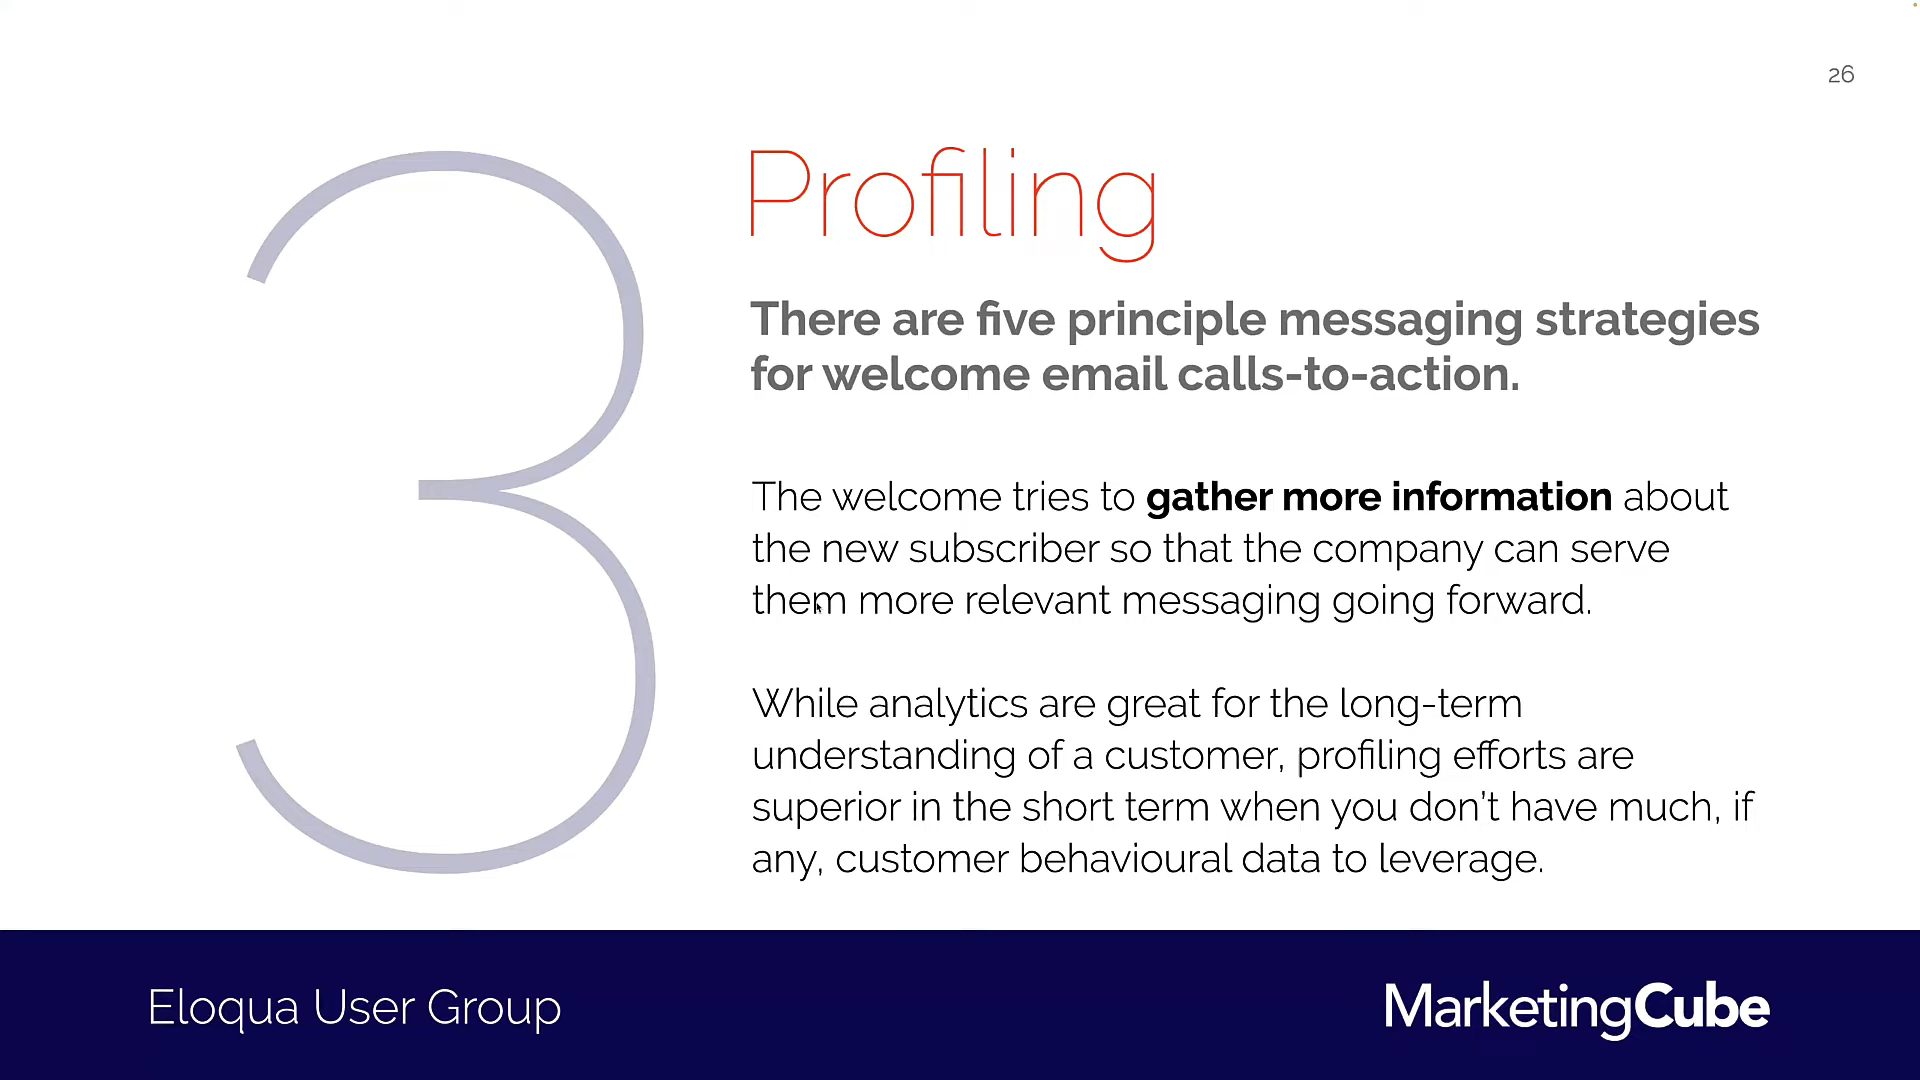 26
3
Profiling
There are five principle messaging strategies
for welcome email calls-to-action.
The welcome tries to gather more information about
the new subscriber so that the company can serve
them more relevant messaging going forward.
While analytics are great for the long-term
understanding of a customer, profiling efforts are
superior in the short term when you don’t have much, if
any, customer behavioural data to leverage.
Eloqua User Group
MarketingCube